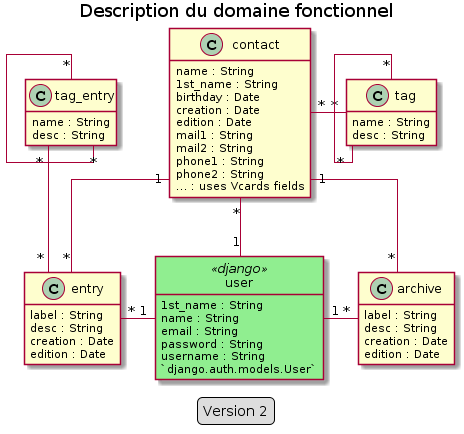 Description du domaine fonctionnel
C contact
name : String
1st_name : String
birthday : Date
creation : Date
edition : Date
mail1 : String
mail2 : String
phone1 : String
phone2 : String
... : uses Vcards fields
C tag_entry
name : String
desc : String
C tag
name : String
desc : String
* * * * * *
* *
1 1
* * * *
1
C entry
label : String
desc : String
creation : Date
edition : Date
«django»
user
1st_name : String
name : String
email : String
password : String
username : String
`django.auth.models.User`
C archive
label : String
desc : String
creation : Date
edition : Date
* 1
1 *
Version 2